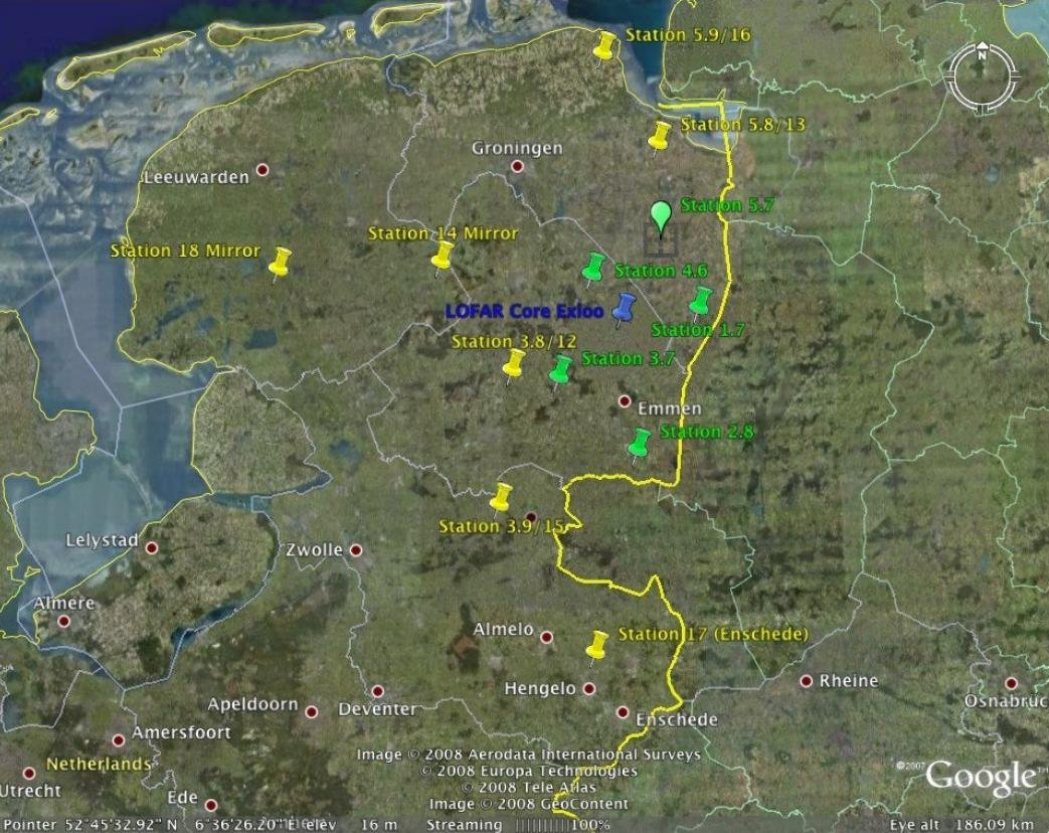 Station 5.9/16
N
Station 5.8/13
Groningen
Leeuwarden
Station 5.7
Station 14 Mirror
Station 18 Mirror
Station 4.6
LOFAR Core Exloo
Station 1.7
Station 3.8/12
Station 3.7
Emmen
Station 2.8
Station 3.9/15
Lelystad
Zwolle
Almere
Almelo
Station 17 (Enschede)
Hengelo
Rheine
Osnabruc
Apeldoorn
Deventer
Enschede
Amersfoort
Netherlands
Utrecht
Ede
Image © 2008 Aerodata International Surveys
© 2008 Europa Technologies
© 2008 Tele Atlas
Image © 2008 GeoContent
©2007 Google™
Pointer 52°45'32.92" N 6°36'26.20" E elev 16 m Streaming ||||||||| 100% Eye alt 186.09 km